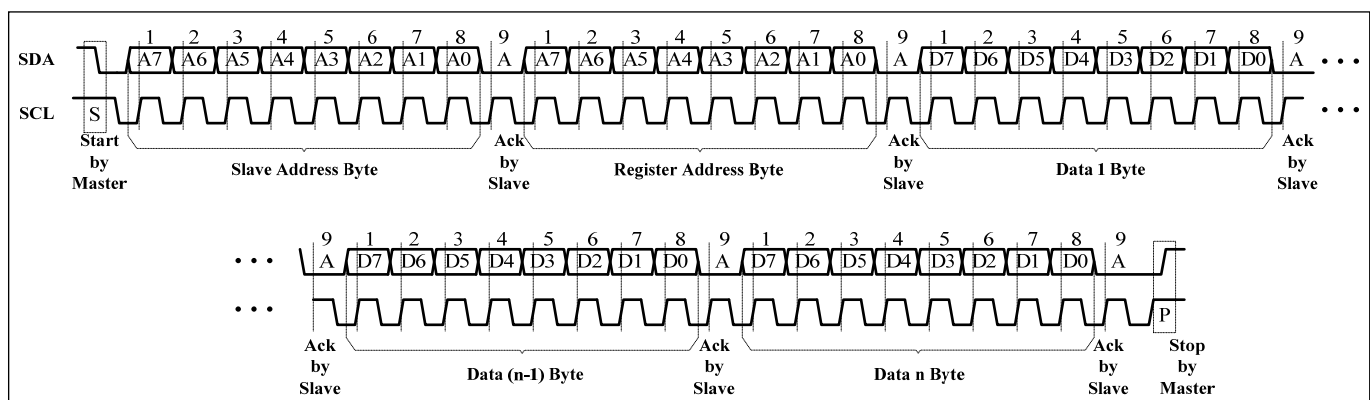 1 2 3 4 5 6 7 8 9 1 2 3 4 5 6 7 8 9 1 2 3 4 5 6 7 8 9
SDA A7 A6 A5 A4 A3 A2 A1 A0 A A7 A6 A5 A4 A3 A2 A1 A0 A D7 D6 D5 D4 D3 D2 D1 D0 A • • •
SCL S • • •
Start by Master
Slave Address Byte
Ack by Slave
Register Address Byte
Ack by Slave
Data 1 Byte
Ack by Slave
9 1 2 3 4 5 6 7 8 9 1 2 3 4 5 6 7 8 9
• • • A D7 D6 D5 D4 D3 D2 D1 D0 A D7 D6 D5 D4 D3 D2 D1 D0 A
• • • P
Ack by Slave
Data (n-1) Byte
Ack by Slave
Data n Byte
Ack by Slave
Stop by Master